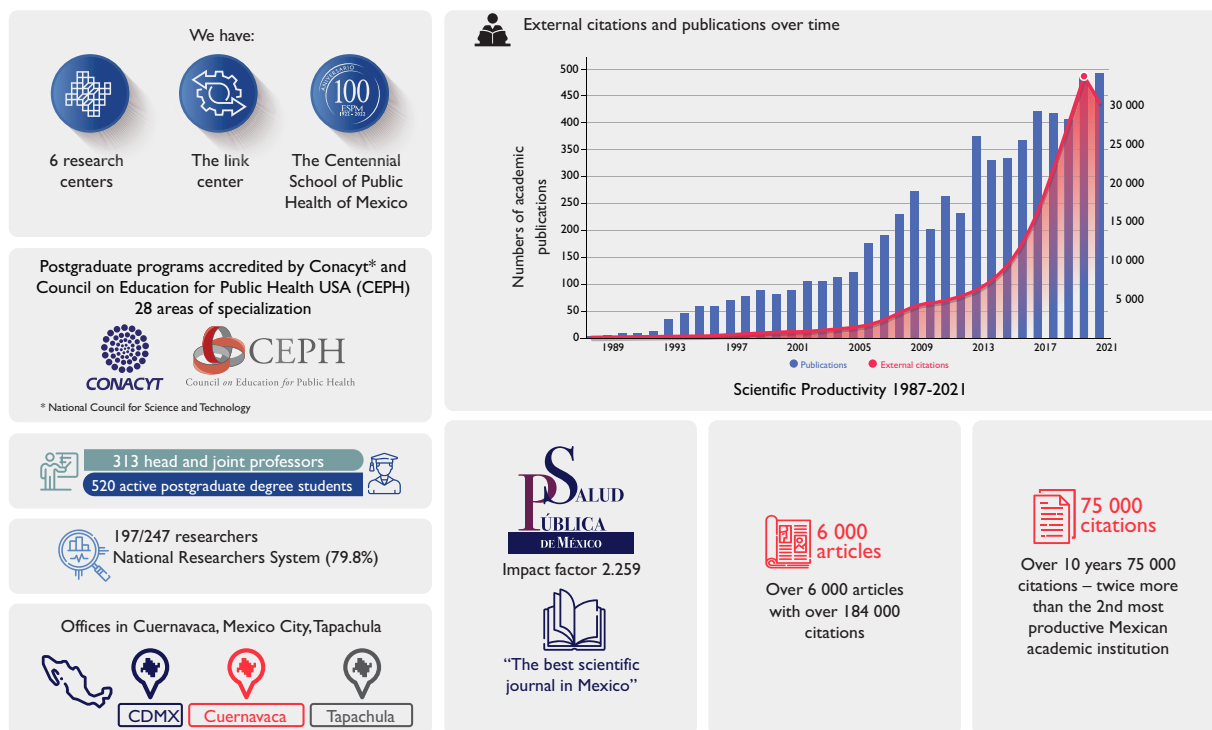 We have:
ANIVERSARIO
100
ESPM
1922 - 2022
6 research
centers
The link
center
The Centennial
School of Public
Health of Mexico
Postgraduate programs accredited by Conacyt* and
Council on Education for Public Health USA (CEPH)
28 areas of specialization
CONACYT
CEPH
Council on Education for Public Health
* National Council for Science and Technology
313 head and joint professors
520 active postgraduate degree students
197/247 researchers
National Researchers System (79.8%)
Offices in Cuernavaca, Mexico City, Tapachula
CDMX
Cuernavaca
Tapachula
External citations and publications over time
Numbers of academic
publications
500
450
400
350
300
250
200
150
100
50
0
30 000
25 000
20 000
15 000
10 000
5 000
1989 1993 1997 2001 2005 2009 2013 2017 2021
Publications External citations
Scientific Productivity 1987-2021
SALUD
PÚBLICA
DE MÉXICO
Impact factor 2.259
“The best scientific
journal in Mexico”
6 000
articles
Over 6 000 articles
with over 184 000
citations
75 000
citations
Over 10 years 75 000
citations – twice more
than the 2nd most
productive Mexican
academic institution